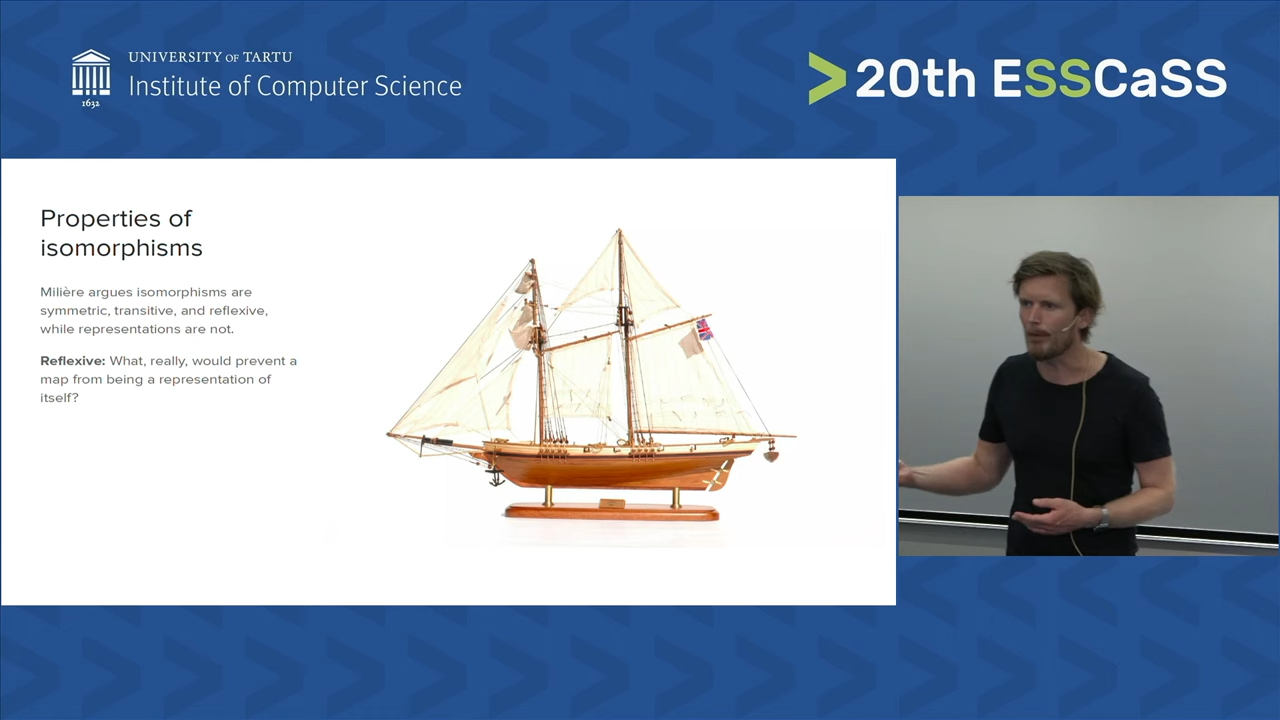 UNIVERSITY OF TARTU
Institute of Computer Science
1632
20th ESSCaSS
Properties of
isomorphisms
Milière argues isomorphisms are
symmetric, transitive, and reflexive,
while representations are not.
Reflexive: What, really, would prevent a
map from being a representation of
itself?